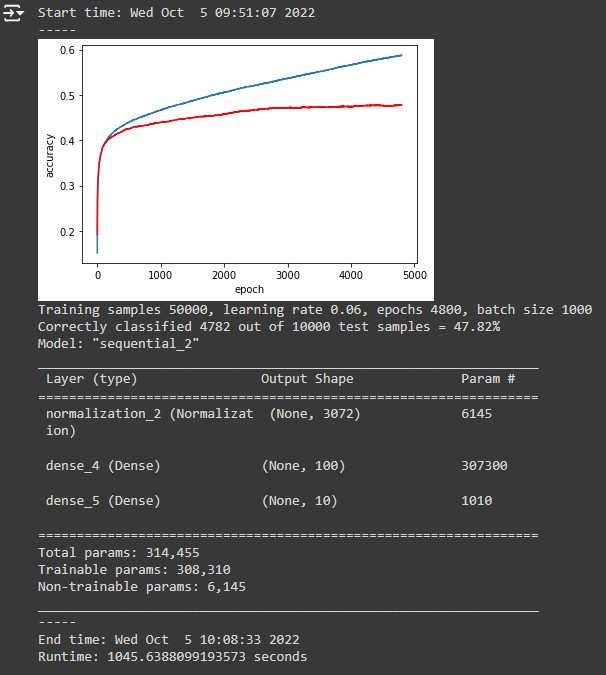 Start time: Wed Oct  5 09:51:07 2022
-----
0.6
0.5
0.4
0.3
0.2
accuracy
0 1000 2000 3000 4000 5000
epoch
Training samples 50000, learning rate 0.06, epochs 4800, batch size 1000
Correctly classified 4782 out of 10000 test samples = 47.82%
Model: "sequential_2"
_________________________________________________________________
Layer (type) Output Shape Param #
=================================================================
normalization_2 (Normalizat (None, 3072) 6145
ion)
dense_4 (Dense) (None, 100) 307300
dense_5 (Dense) (None, 10) 1010
=================================================================
Total params: 314,455
Trainable params: 308,310
Non-trainable params: 6,145
_________________________________________________________________
-----
End time: Wed Oct  5 10:08:33 2022
Runtime: 1045.6388099193573 seconds